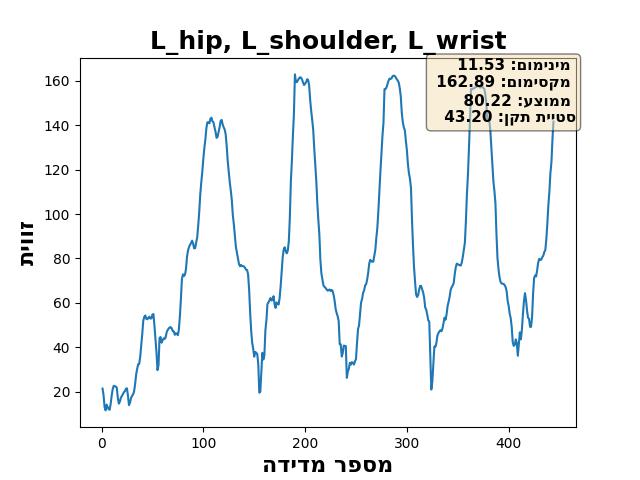 L_hip, L_shoulder, L_wrist
מינימום: 11.53
מקסימום: 162.89
ממוצע: 80.22
סטיית תקן: 43.20
זווית
160
140
120
100
80
60
40
20
0 100 200 300 400
מספר מדידה